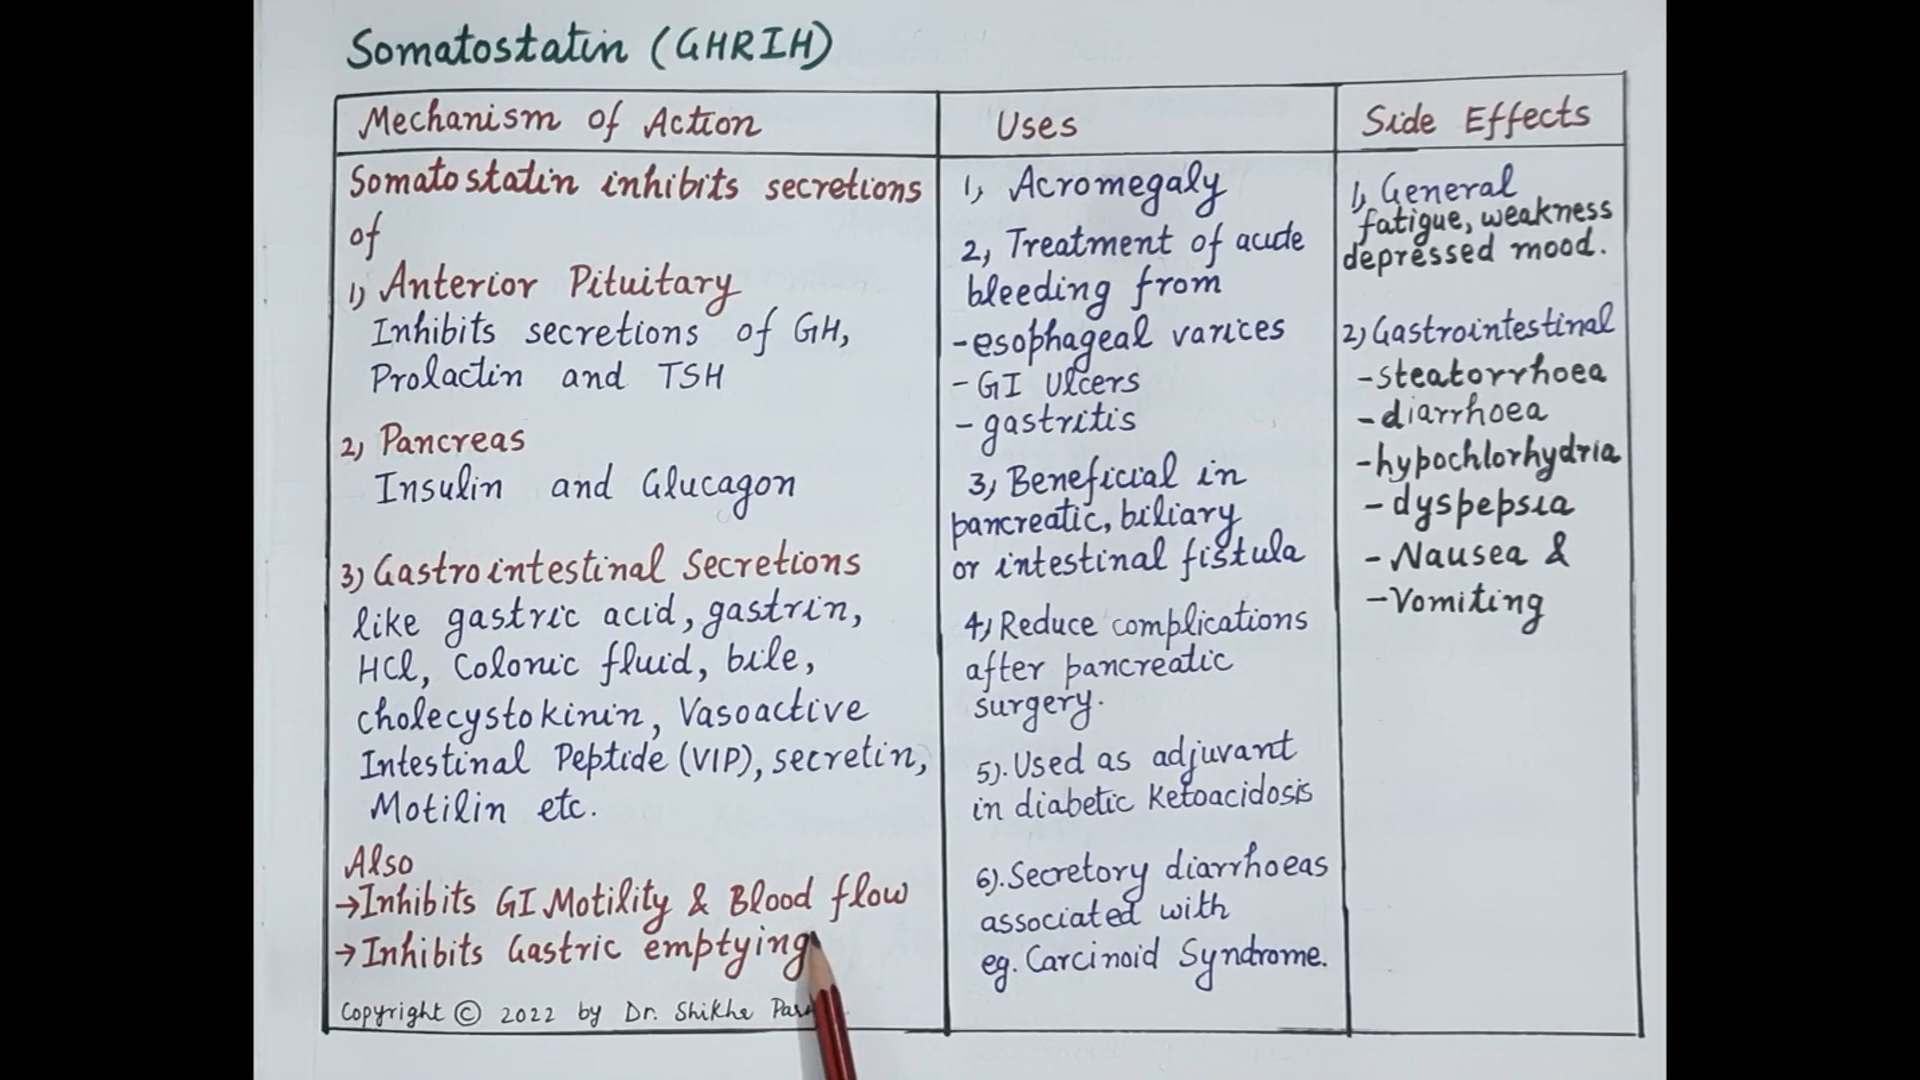 Somatostatin (GHRIH)
Mechanism of Action
Somatostatin inhibits secretions
of
1) Anterior Pituitary
Inhibits secretions of GH,
Prolactin and TSH
2) Pancreas
Insulin and Glucagon
3) Gastrointestinal Secretions
like gastric acid, gastrin,
HCl, Colonic fluid, bile,
cholecystokinin, Vasoactive
Intestinal Peptide (VIP), secretin,
Motilin etc.
Also
→Inhibits GI Motility & Blood flow
→Inhibits Gastric emptying
Copyright © 2022 by Dr. Shikha
Uses
1) Acromegaly
2) Treatment of acute
bleeding from
-esophageal varices
- GI Ulcers
- gastritis
3) Beneficial in
pancreatic, biliary
or intestinal fistula
4) Reduce complications
after pancreatic
surgery.
5). Used as adjuvant
in diabetic Ketoacidosis
6). Secretory diarrhoeas
associated with
eg. Carcinoid Syndrome.
Side Effects
1) General
fatigue, weakness
depressed mood.
2) Gastrointestinal
-steatorrhoea
-diarrhoea
-hypochlorhydria
- dyspepsia
- Nausea &
-Vomiting